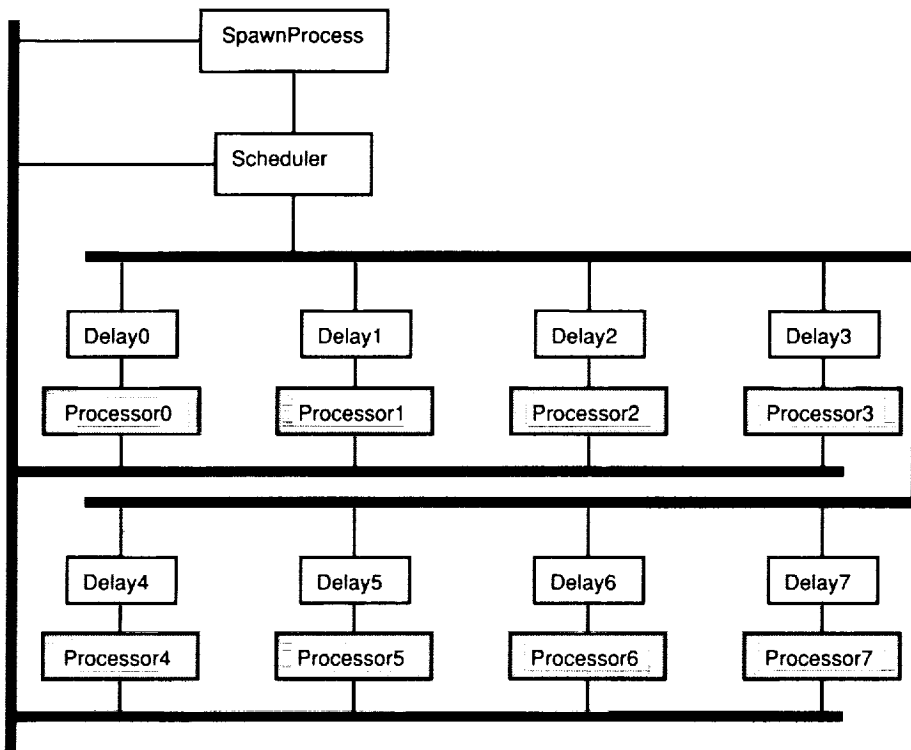 SpawnProcess
Scheduler
Delay0
Delay1
Delay2
Delay3
Processor0
Processor1
Processor2
Processor3
Delay4
Delay5
Delay6
Delay7
Processor4
Processor5
Processor6
Processor7